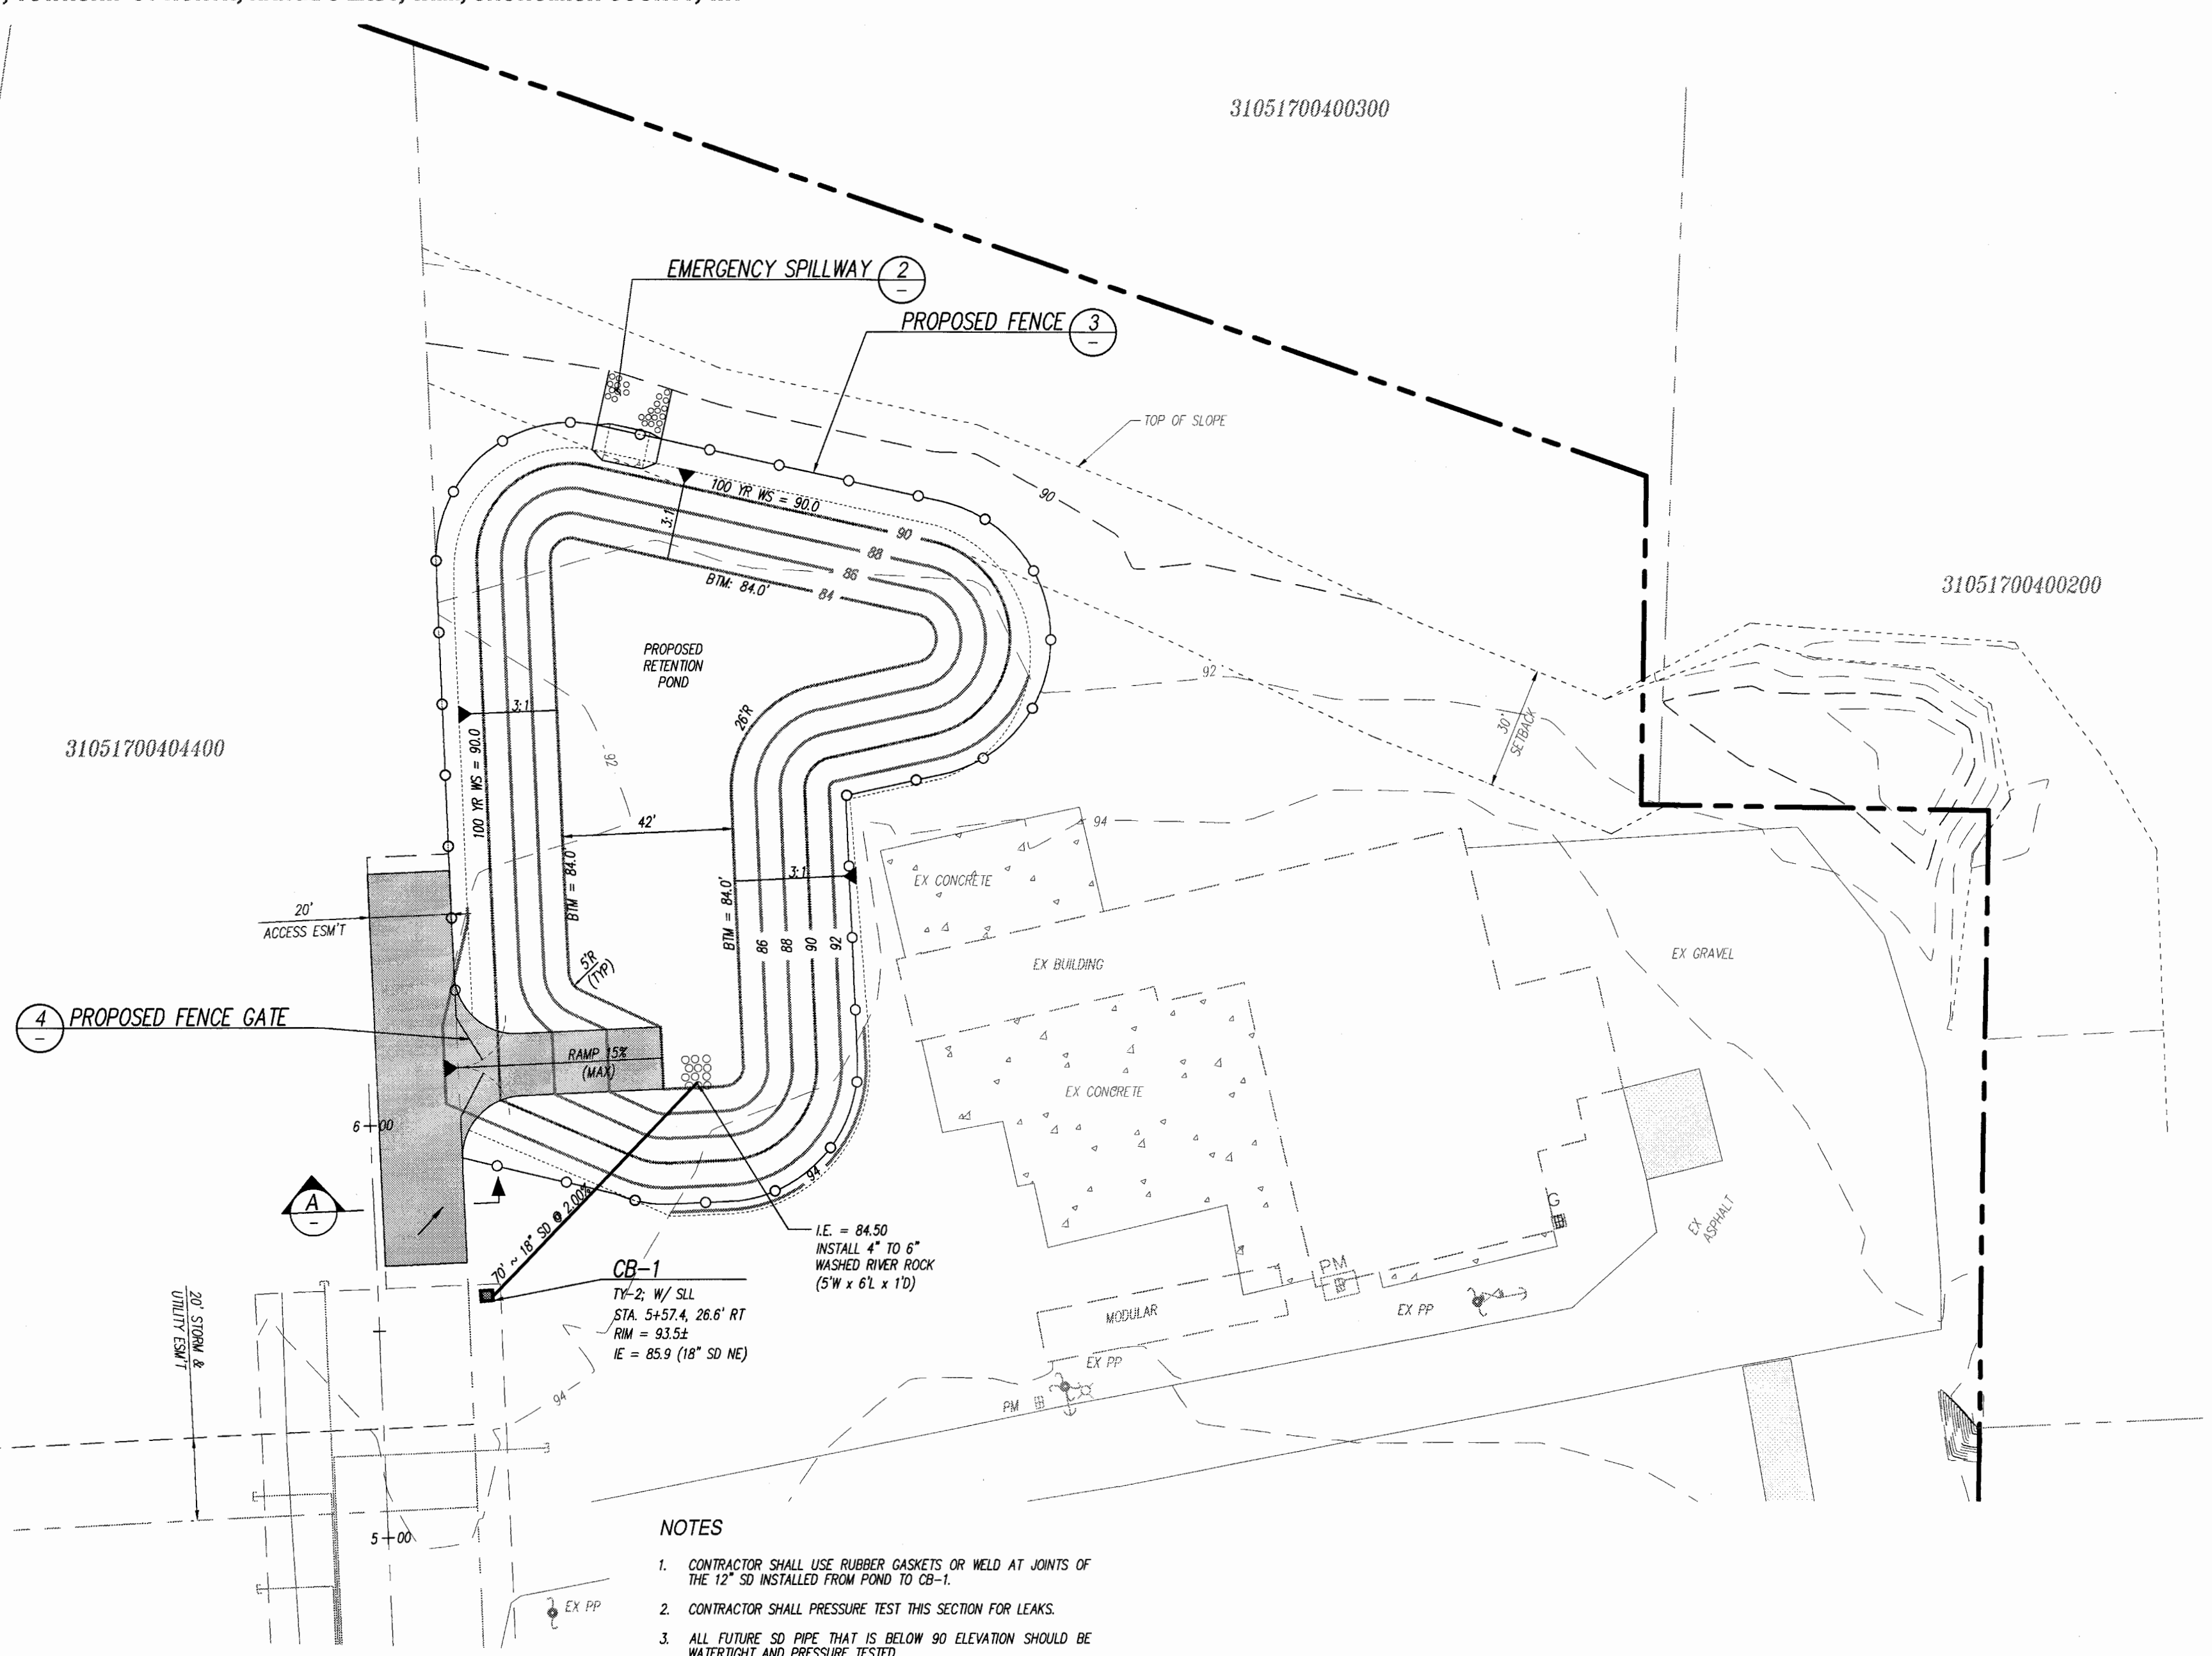 31051700400300
EMERGENCY SPILLWAY 2
–
PROPOSED FENCE 3
–
TOP OF SLOPE
90
100 YR WS = 90.0
3:1
90
88
86
84
BTM: 84.0'
31051700400200
PROPOSED
RETENTION
POND
92
26'R
3:1
30'
SETBACK
31051700404400
92
100 YR WS = 90.0
42'
94
3:1
EX CONCRETE
BTM = 84.0'
BTM = 84.0'
20'
ACCESS ESM'T
86
88
90
92
EX GRAVEL
EX BUILDING
5'R
(TYP)
4
–
PROPOSED FENCE GATE
RAMP 15%
(MAX)
EX CONCRETE
6+00
94
A
–
70' ~ 18" SD @ 2.00%
G
EX
ASPHALT
I.E. = 84.50
INSTALL 4" TO 6"
WASHED RIVER ROCK
(5'W x 6'L x 1'D)
CB-1
TY-2; W/ SLL
STA. 5+57.4, 26.6' RT
RIM = 93.5±
IE = 85.9 (18" SD NE)
PM
20' STORM &
UTILITY ESM'T
MODULAR
EX PP
EX PP
94
PM
5+00
NOTES
1. CONTRACTOR SHALL USE RUBBER GASKETS OR WELD AT JOINTS OF
THE 12" SD INSTALLED FROM POND TO CB-1.
EX PP
2. CONTRACTOR SHALL PRESSURE TEST THIS SECTION FOR LEAKS.
3. ALL FUTURE SD PIPE THAT IS BELOW 90 ELEVATION SHOULD BE
WATERTIGHT AND PRESSURE TESTED